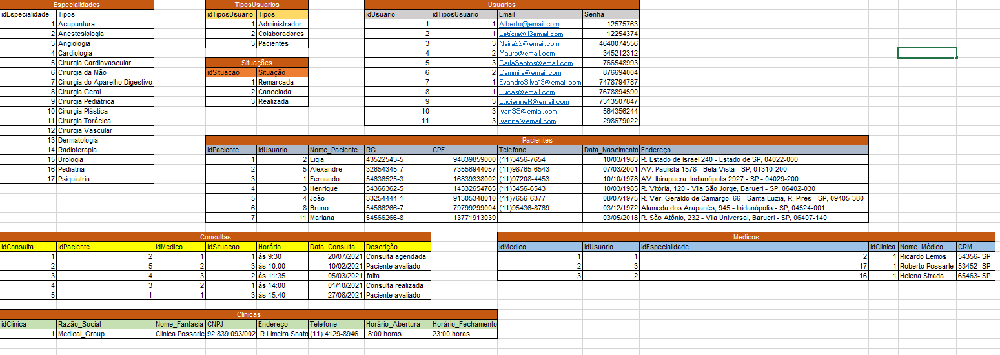 Especialidades
idEspecialidade Tipos
1 Acupuntura
2 Anestesiologia
3 Angiologia
4 Cardiologia
5 Cirurgia Cardiovascular
6 Cirurgia da Mão
7 Cirurgia do Aparelho Digestivo
8 Cirurgia Geral
9 Cirurgia Pediátrica
10 Cirurgia Plástica
11 Cirurgia Torácica
12 Cirurgia Vascular
13 Dermatologia
14 Radioterapia
15 Urologia
16 Pediatria
17 Psiquiatria
TiposUsuarios
idTiposUsuario Tipos
1 Administrador
2 Colaboradores
3 Pacientes
Situações
idSituacao Situação
1 Remarcada
2 Cancelada
3 Realizada
Usuarios
idUsuario idTiposUsuario Email Senha
1 1 Alberto@email.com 12575763
2 1 Letícia@13email.com 12254374
3 3 Naira22@email.com 4640074556
4 2 Mauro@email.com 345212312
5 3 CarlaSantos@email.com 766548993
6 2 Cammila@email.com 876694004
7 1 EvandroSilva13@email.com 7478794787
8 1 Lucas@email.com 7678894590
9 3 LucienneR@email.com 7313507847
10 3 IvanSS@emial.com 564356244
11 3 Ivanna@email.com 298679022
Pacientes
idPaciente idUsuario Nome_Paciente RG CPF Telefone Data_Nascimento Endereço
1 2 Ligia 43522543-5 94839859000 (11)3456-7654 10/03/1983 R. Estado de Israel 240 - Estado de SP, 04022-000
2 5 Alexandre 32654345-7 73556944057 (11)98765-6543 07/03/2001 AV. Paulista 1578 - Bela Vista - SP, 01310-200
3 1 Fernando 54636525-3 16839338002 (11)97208-4453 10/10/1978 AV. Ibirapuera Indianópolis 2927 - SP - 04029-200
4 3 Henrique 54366362-5 14332654765 (11)3456-6543 10/03/1985 R. Vitória, 120 - Vila São Jorge, Barueri - SP, 06402-030
5 4 João 33254444-1 91305348010 (11)7656-6377 08/07/1975 R. Ver. Geraldo de Camargo, 66 - Santa Luzia, R. Pires - SP, 09405-380
6 8 Bruno 54566266-7 79799299004 (11)95436-8769 03/12/1972 Alameda dos Arapanés, 945 - Inidanópolis - SP, 04524-001
7 11 Mariana 54566266-8 13771913039 03/05/2018 R. São Atônio, 232 - Vila Universal, Barueri - SP, 06407-140
Consultas
idConsulta idPaciente idMedico idSituacao Horário Data_Consulta Descrição
1 2 1 1 ás 9:30 20/07/2021 Consulta agendada
2 5 2 3 ás 10:00 10/02/2021 Paciente avaliado
3 4 3 2 ás 11:35 05/03/2021 falta
4 3 2 1 ás 14:00 01/10/2021 Consulta realizada
5 1 1 3 ás 15:40 27/08/2021 Paciente avaliado
Medicos
idMedico idUsuario idEspecialidade idClinica Nome_Médico CRM
1 1 2 1 Ricardo Lemos 54356- SP
2 3 17 1 Roberto Possarle 53452- SP
3 2 16 1 Helena Strada 65463- SP
Clinicas
idClinica Razão_Social Nome_Fantasia CNPJ Endereço Telefone Horário_Abertura Horário_Fechamento
1 Medical_Group Clinica Possarle 92.839.093/002 R.Limeira Snato (11) 4129-8946 8:00 horas 23:00 horas